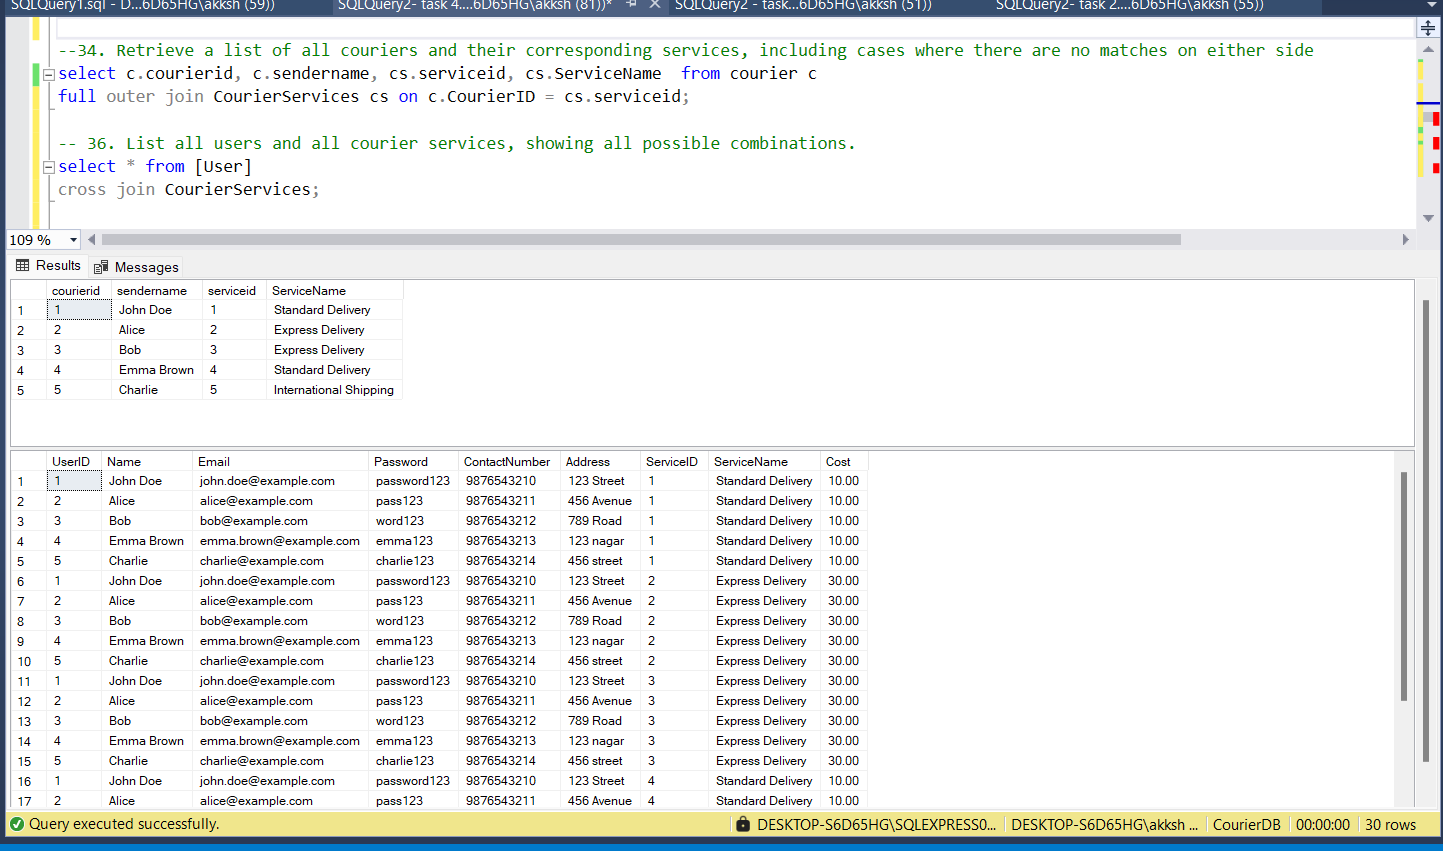 SQLQuery1.sql - D...6D65HG\akksh (59)) SQLQuery2- task 4....6D65HG\akksh (81))* SQLQuery2 - task...6D65HG\akksh (51)) SQLQuery2- task 2....6D65HG\akksh (55))
--34. Retrieve a list of all couriers and their corresponding services, including cases where there are no matches on either side
select c.courierid, c.sendername, cs.serviceid, cs.ServiceName from courier c
full outer join CourierServices cs on c.CourierID = cs.serviceid;
-- 36. List all users and all courier services, showing all possible combinations.
select * from [User]
cross join CourierServices;
109 %
Results Messages
courierid sendername serviceid ServiceName
1 1 John Doe 1 Standard Delivery
2 2 Alice 2 Express Delivery
3 3 Bob 3 Express Delivery
4 4 Emma Brown 4 Standard Delivery
5 5 Charlie 5 International Shipping
UserID Name Email Password ContactNumber Address ServiceID ServiceName Cost
1 1 John Doe john.doe@example.com password123 9876543210 123 Street 1 Standard Delivery 10.00
2 2 Alice alice@example.com pass123 9876543211 456 Avenue 1 Standard Delivery 10.00
3 3 Bob bob@example.com word123 9876543212 789 Road 1 Standard Delivery 10.00
4 4 Emma Brown emma.brown@example.com emma123 9876543213 123 nagar 1 Standard Delivery 10.00
5 5 Charlie charlie@example.com charlie123 9876543214 456 street 1 Standard Delivery 10.00
6 1 John Doe john.doe@example.com password123 9876543210 123 Street 2 Express Delivery 30.00
7 2 Alice alice@example.com pass123 9876543211 456 Avenue 2 Express Delivery 30.00
8 3 Bob bob@example.com word123 9876543212 789 Road 2 Express Delivery 30.00
9 4 Emma Brown emma.brown@example.com emma123 9876543213 123 nagar 2 Express Delivery 30.00
10 5 Charlie charlie@example.com charlie123 9876543214 456 street 2 Express Delivery 30.00
11 1 John Doe john.doe@example.com password123 9876543210 123 Street 3 Express Delivery 30.00
12 2 Alice alice@example.com pass123 9876543211 456 Avenue 3 Express Delivery 30.00
13 3 Bob bob@example.com word123 9876543212 789 Road 3 Express Delivery 30.00
14 4 Emma Brown emma.brown@example.com emma123 9876543213 123 nagar 3 Express Delivery 30.00
15 5 Charlie charlie@example.com charlie123 9876543214 456 street 3 Express Delivery 30.00
16 1 John Doe john.doe@example.com password123 9876543210 123 Street 4 Standard Delivery 10.00
17 2 Alice alice@example.com pass123 9876543211 456 Avenue 4 Standard Delivery 10.00
Query executed successfully. DESKTOP-S6D65HG\SQLEXPRESS0... DESKTOP-S6D65HG\akksh ... CourierDB 00:00:00 30 rows